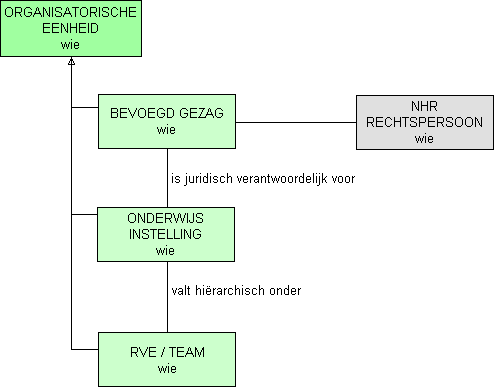 ORGANISATORISCHE
EENHEID
wie
BEVOEGD GEZAG
wie
NHR
RECHTSPERSOON
wie
is juridisch verantwoordelijk voor
ONDERWIJS
INSTELLING
wie
valt hiërarchisch onder
RVE / TEAM
wie